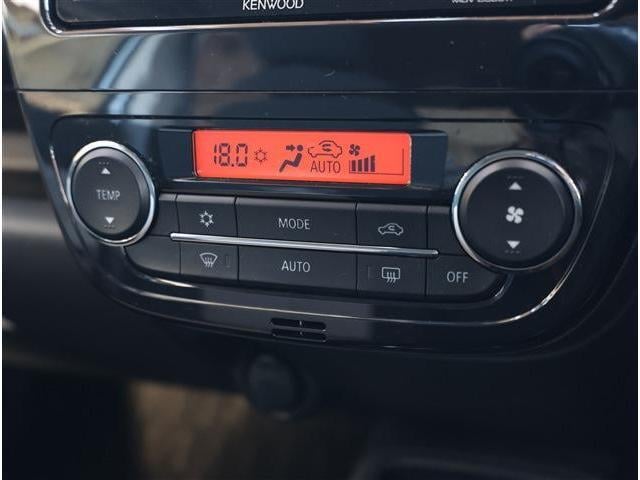 KENWOOD
18.0
AUTO
TEMP
MODE
AUTO
OFF